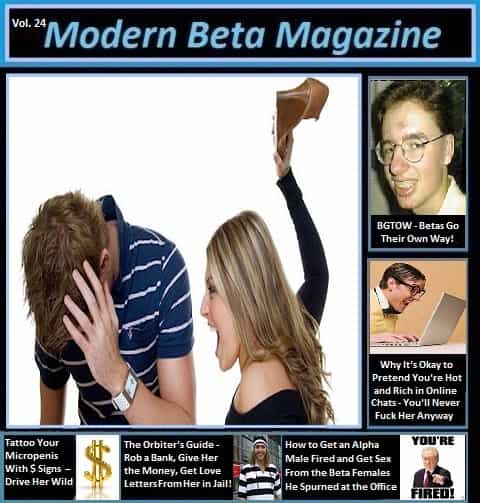 Vol. 24
Modern Beta Magazine
BGTOW - Betas Go
Their Own Way!
Why It's Okay to
Pretend You're Hot
and Rich in Online
Chats - You'll Never
Fuck Her Anyway
Tattoo Your
Micropenis
With $ Signs –
Drive Her Wild
$
The Orbiter's Guide -
Rob a Bank, Give Her
the Money, Get Love
Letters From Her in Jail!
How to Get an Alpha
Male Fired and Get Sex
From the Beta Females
He Spurned at the Office
YOU'RE
FIRED!